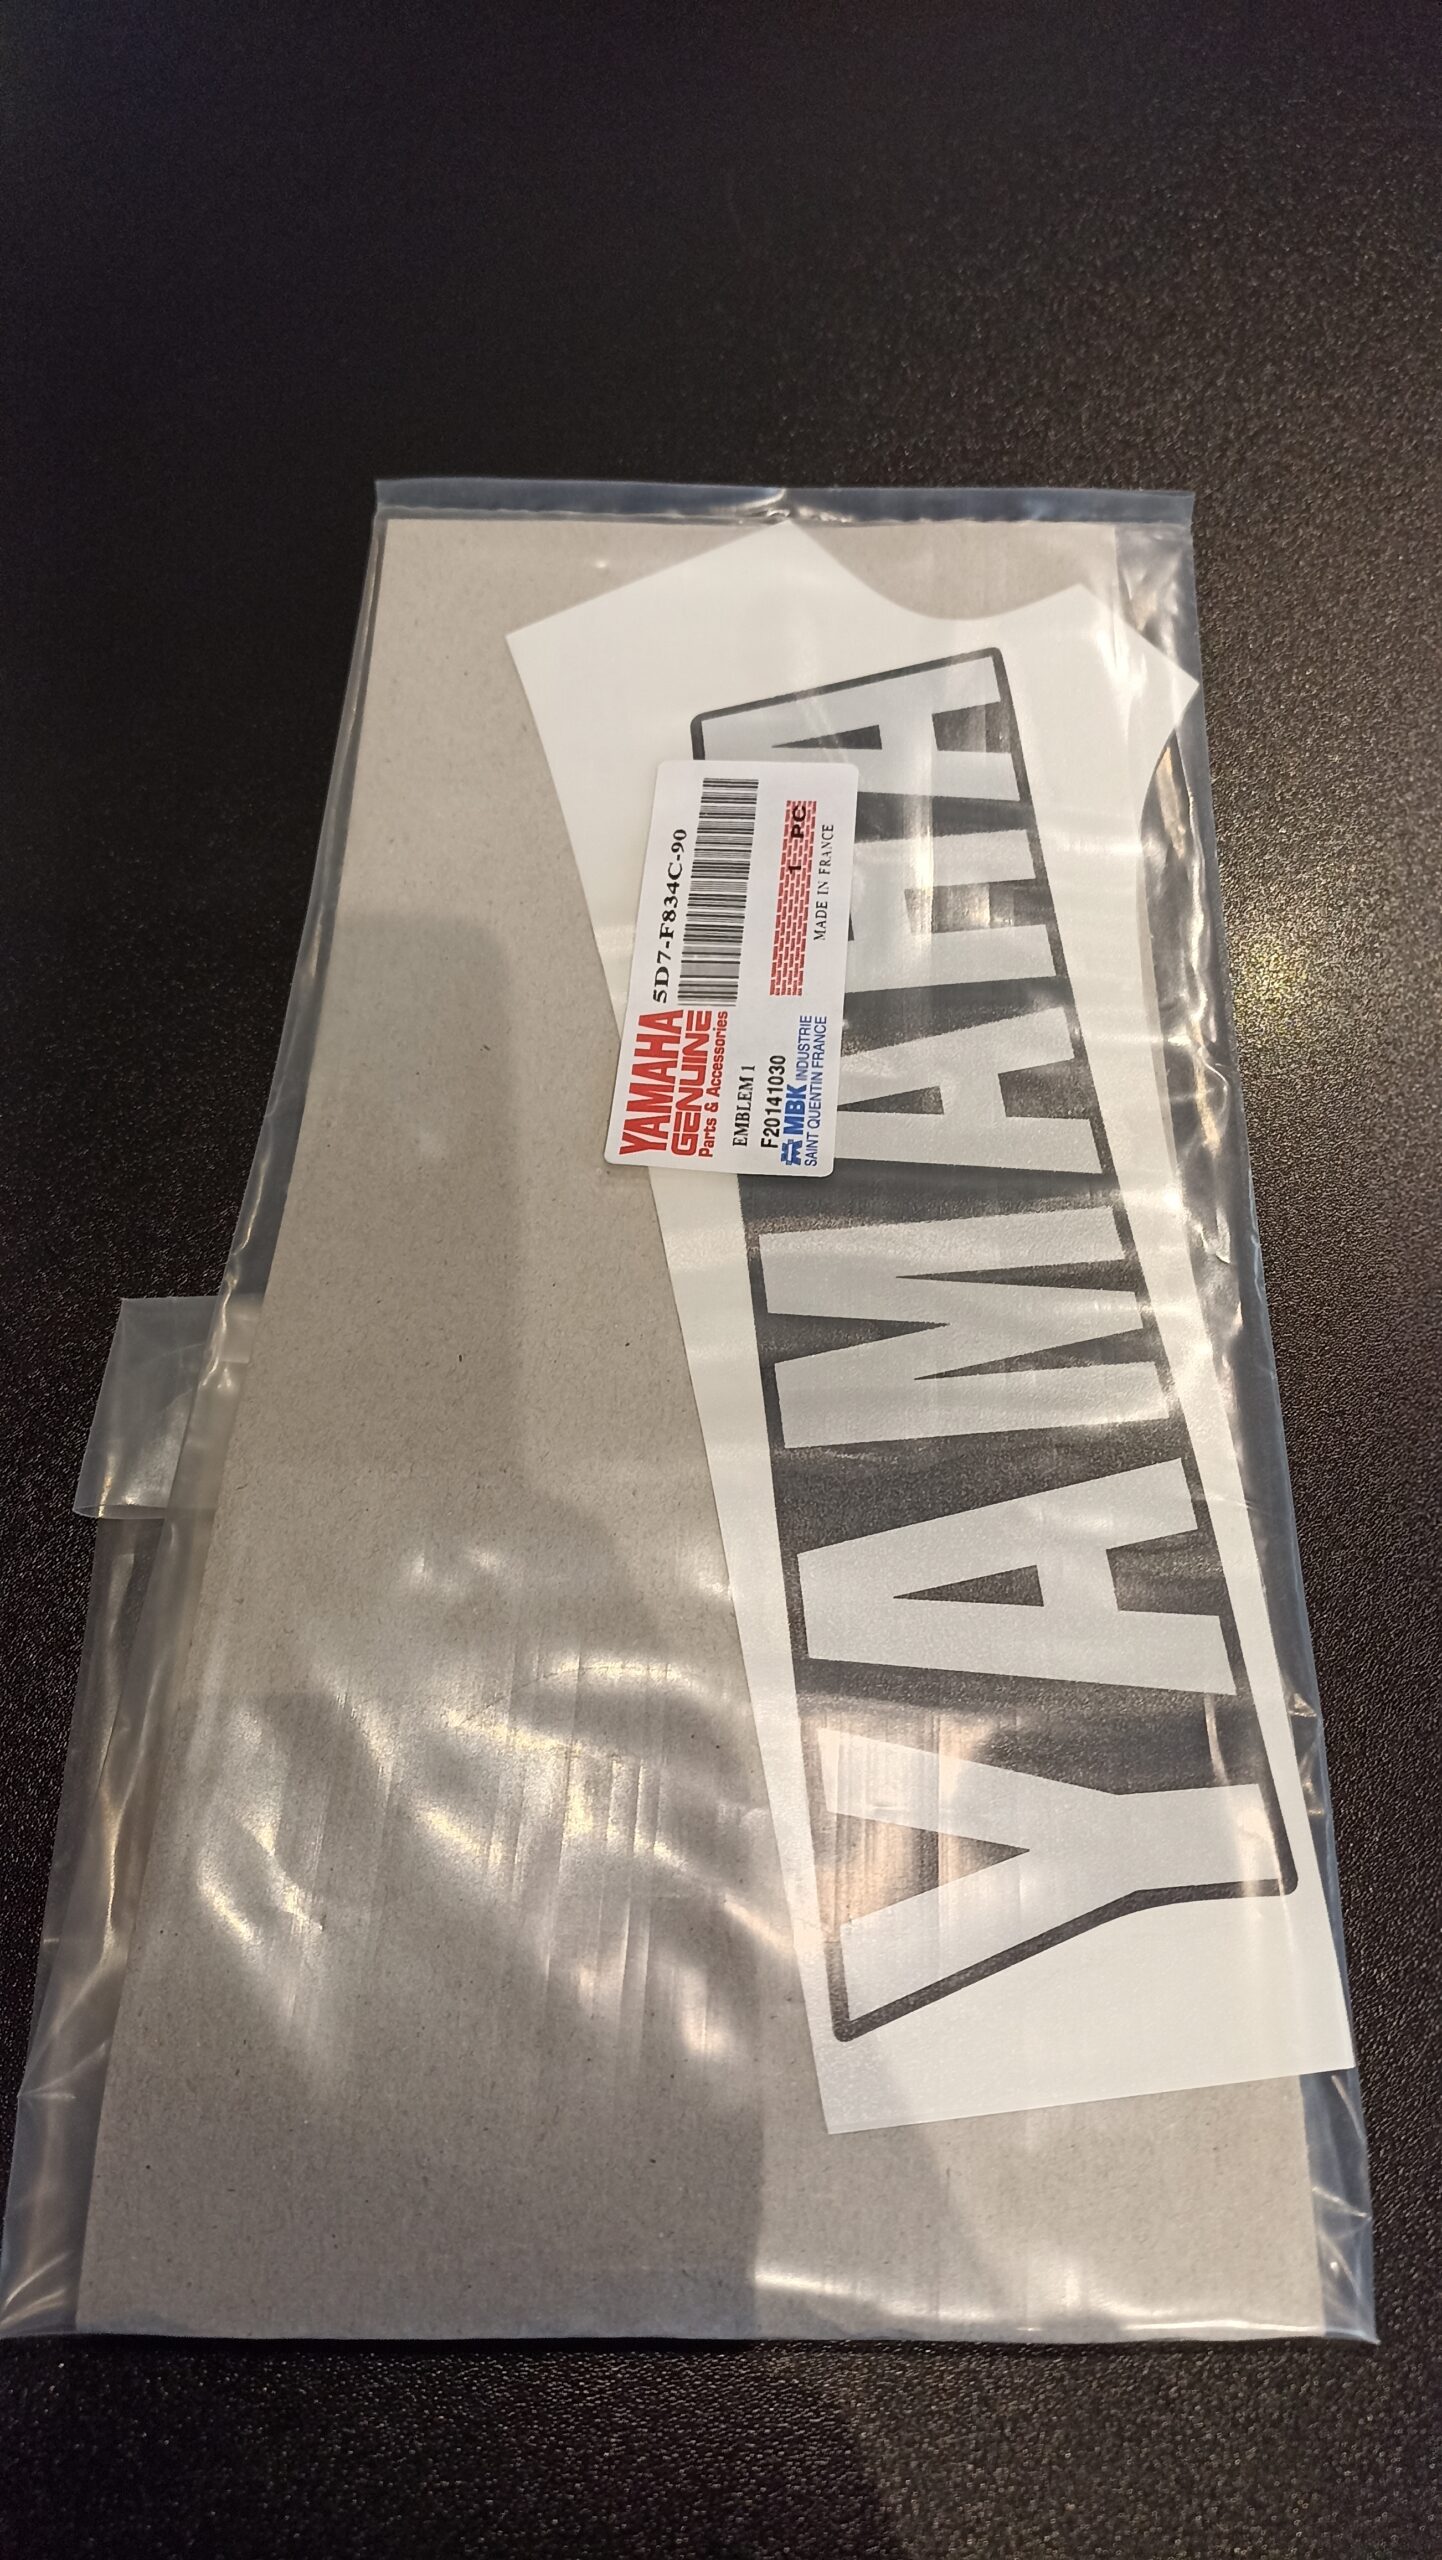 YAMAHA
GENUINE
Parts & Accessories
5D7-F834C-90
EMBLEM 1
F20141030
1 PC
MBK INDUSTRIE
SAINT QUENTIN FRANCE
MADE IN FRANCE
YAMAHA